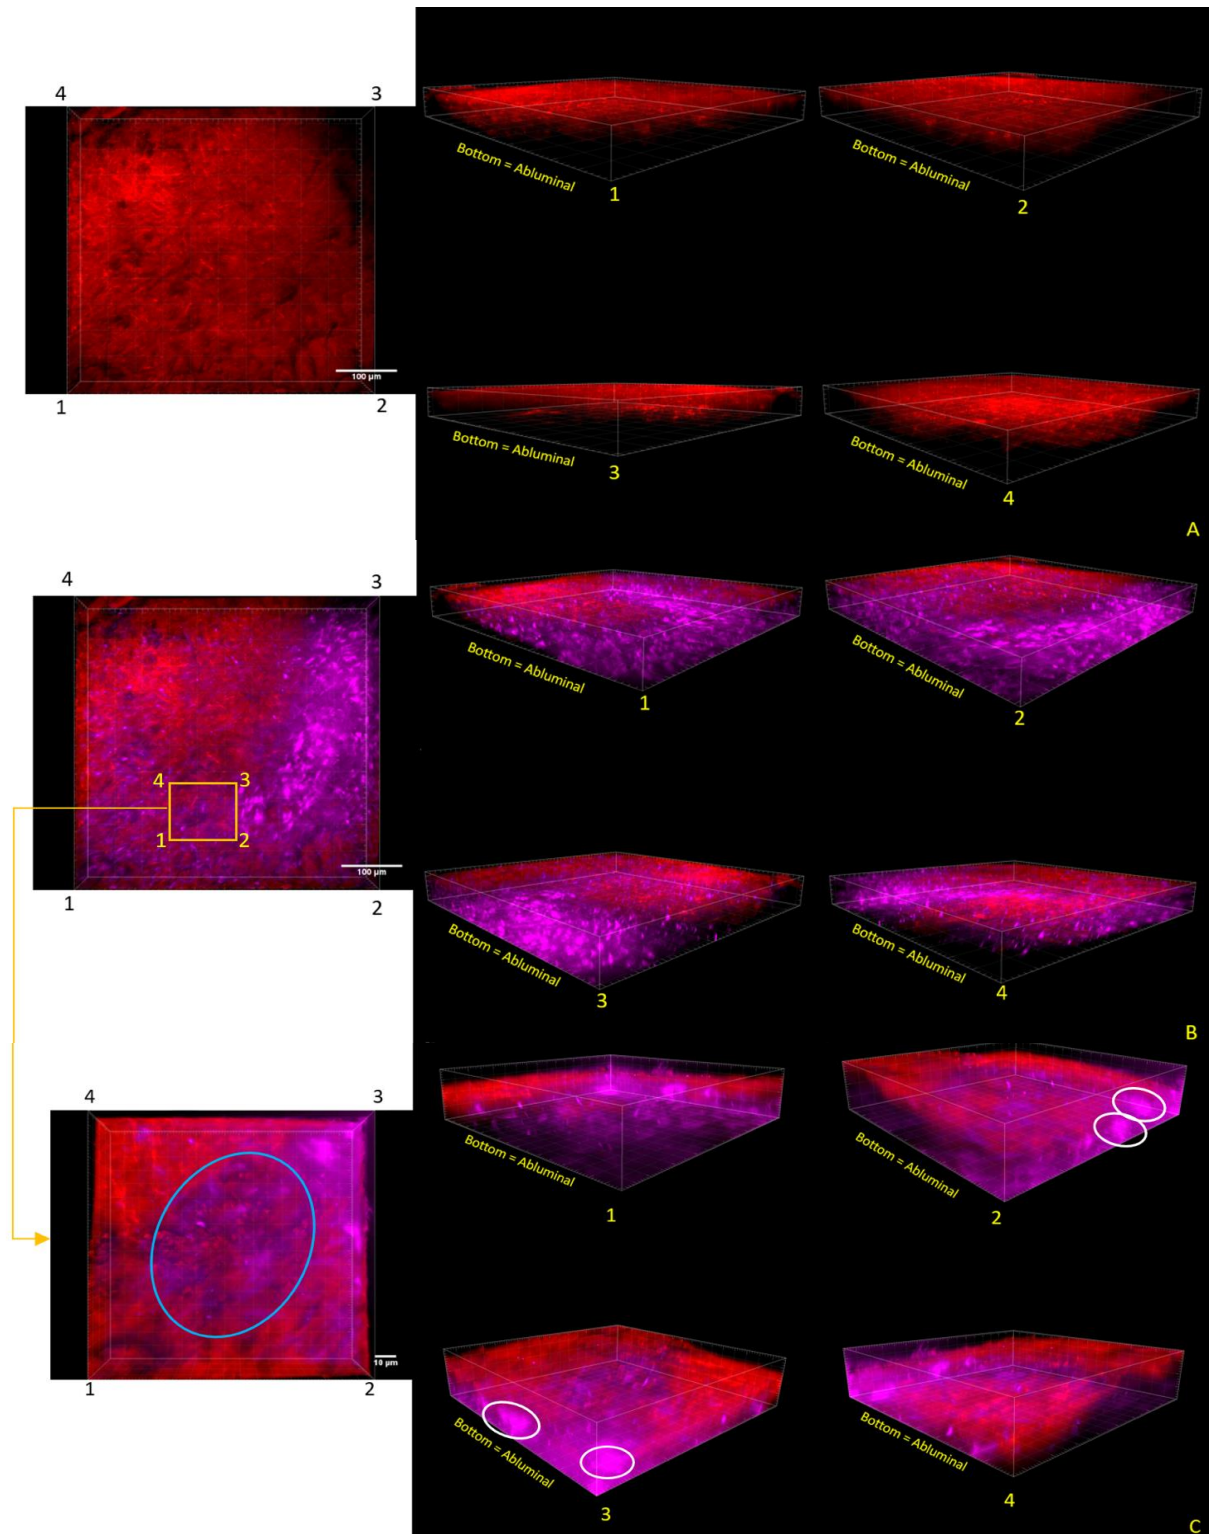 4 3
100 µm
1 2
Bottom = Abluminal
1
Bottom = Abluminal
2
Bottom = Abluminal
3
Bottom = Abluminal
4
A
4 3
4 3
1 2
100 µm
1 2
Bottom = Abluminal
1
Bottom = Abluminal
2
Bottom = Abluminal
3
Bottom = Abluminal
4
B
4 3
10 µm
1 2
Bottom = Abluminal
1
Bottom = Abluminal
2
Bottom = Abluminal
3
Bottom = Abluminal
4
C